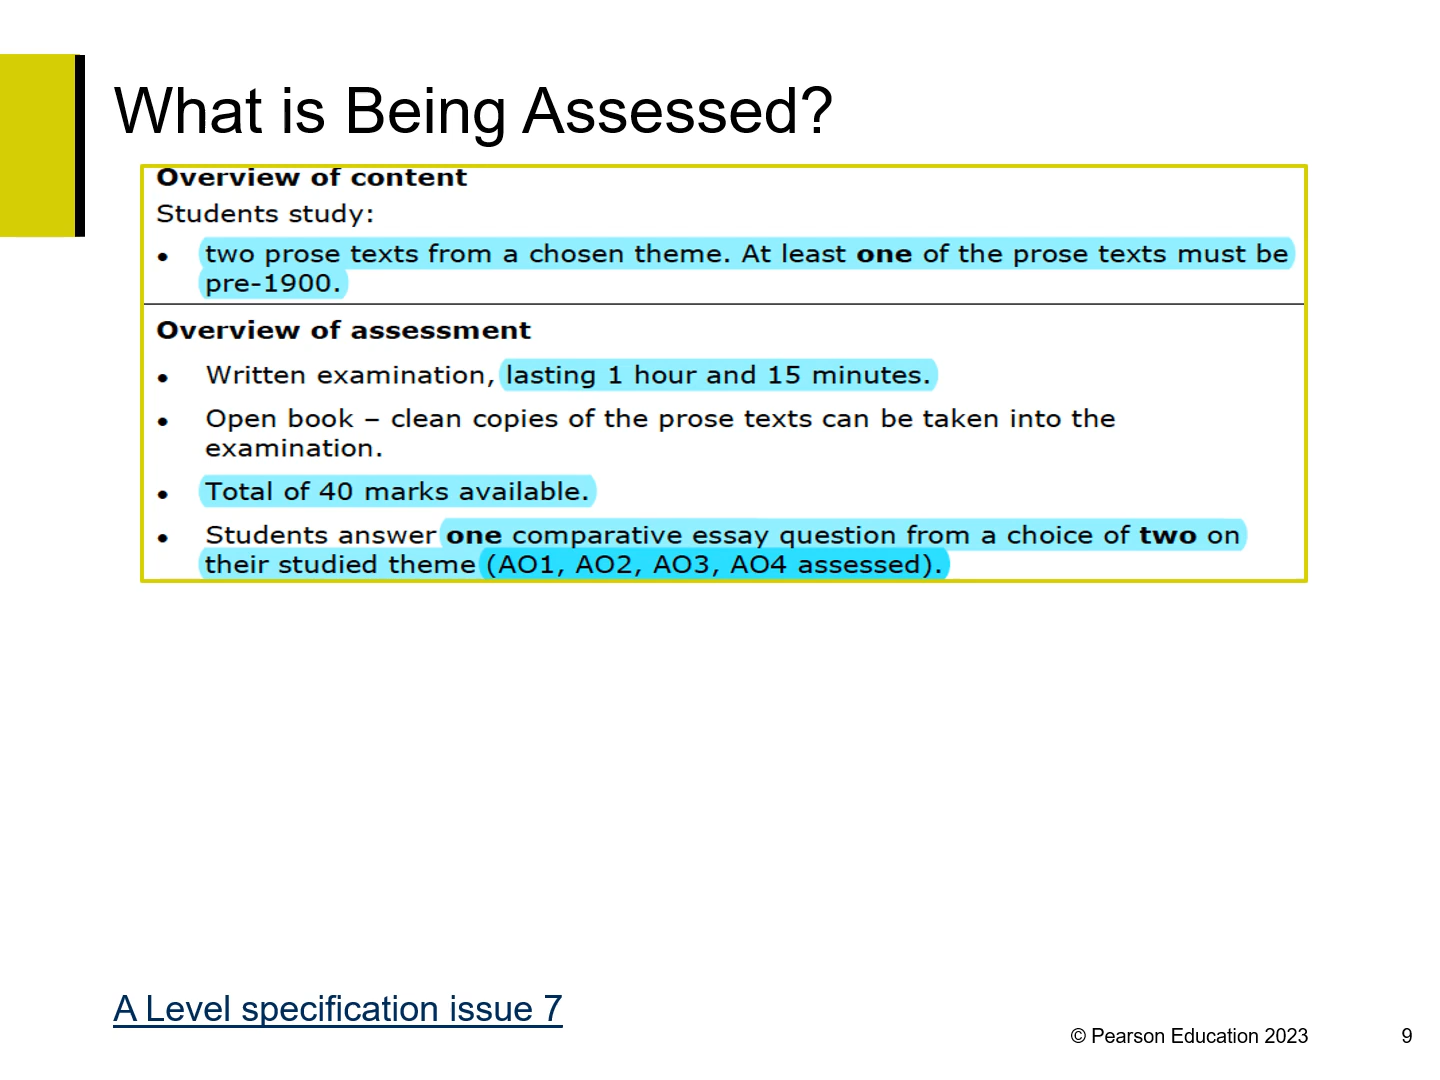 What is Being Assessed?
Overview of content
Students study:
• two prose texts from a chosen theme. At least one of the prose texts must be
pre-1900.
Overview of assessment
• Written examination, lasting 1 hour and 15 minutes.
• Open book – clean copies of the prose texts can be taken into the
examination.
• Total of 40 marks available.
• Students answer one comparative essay question from a choice of two on
their studied theme (AO1, AO2, AO3, AO4 assessed).
A Level specification issue 7
© Pearson Education 2023
9